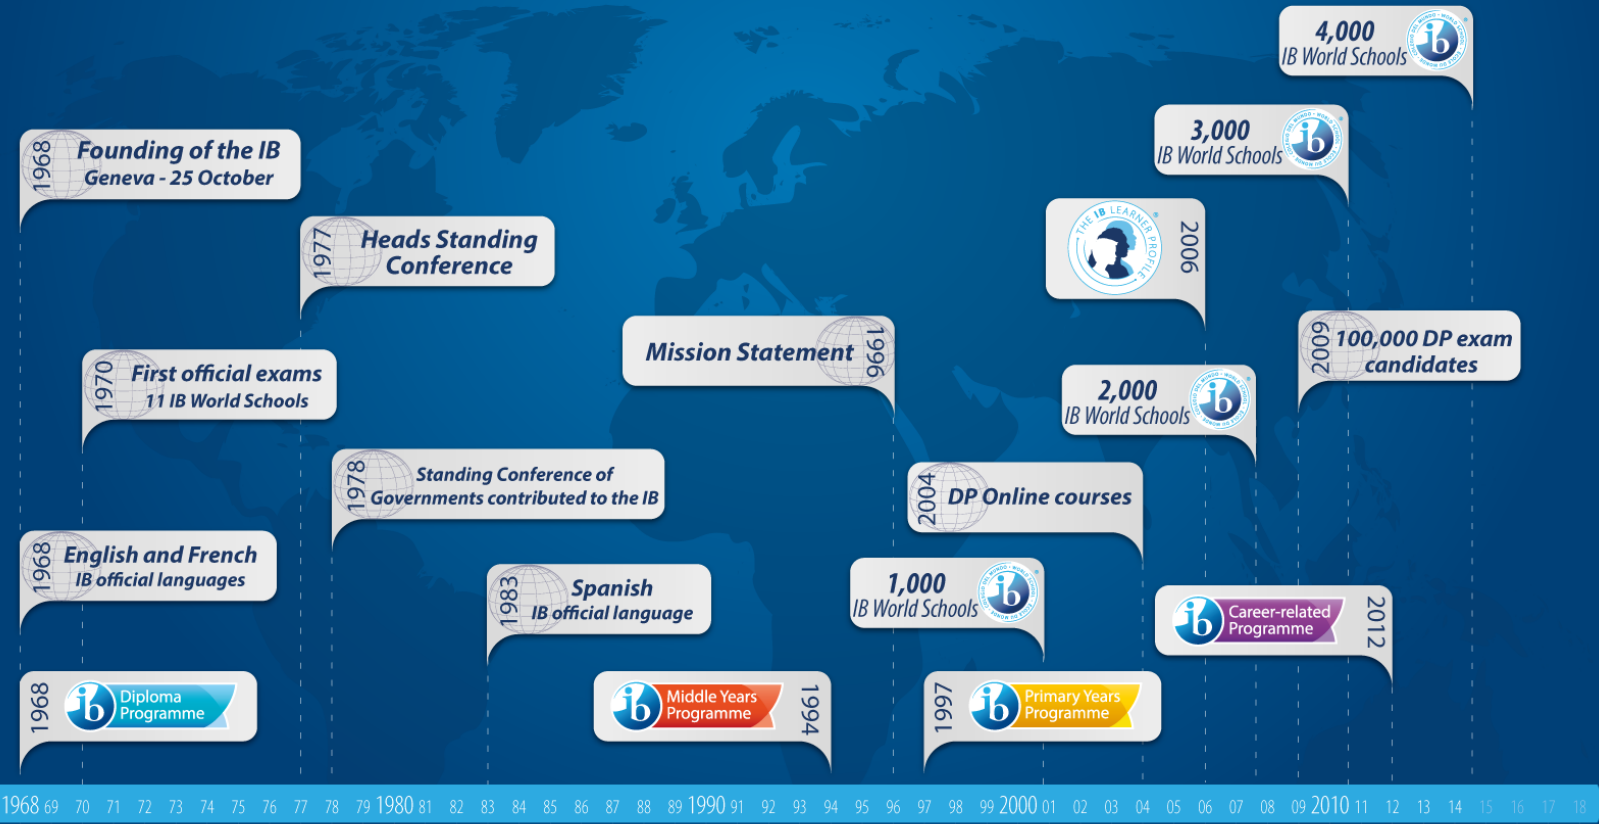 4,000
IB World Schools
3,000
IB World Schools
1968
Founding of the IB
Geneva - 25 October
1977
Heads Standing
Conference
THE IB LEARNER PROFILE
2006
Mission Statement
1996
2009
100,000 DP exam
candidates
1970
First official exams
11 IB World Schools
2,000
IB World Schools
1978
Standing Conference of
Governments contributed to the IB
2004
DP Online courses
1968
English and French
IB official languages
1983
Spanish
IB official language
1,000
IB World Schools
ib
Career-related
Programme
2012
1968
ib
Diploma
Programme
ib
Middle Years
Programme
1994
1997
ib
Primary Years
Programme
1968 69 70 71 72 73 74 75 76 77 78 79 1980 81 82 83 84 85 86 87 88 89 1990 91 92 93 94 95 96 97 98 99 2000 01 02 03 04 05 06 07 08 09 2010 11 12 13 14 15 16 17 18